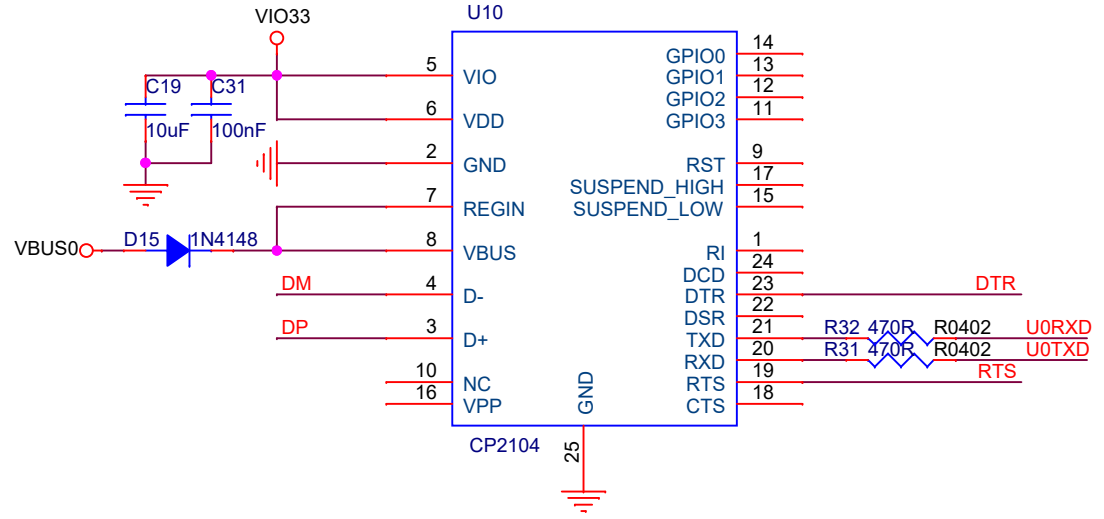 U10
VIO33
14
GPIO0
13
GPIO1
12
GPIO2
11
GPIO3
5
VIO
C19
C31
10uF
100nF
6
VDD
2
GND
9
RST
17
SUSPEND_HIGH
15
SUSPEND_LOW
7
REGIN
VBUS0
D15
1N4148
8
VBUS
1
RI
24
DCD
DM
4
D-
23
DTR
DTR
22
DSR
DP
3
D+
21
TXD
R32 470R R0402 U0RXD
20
RXD
R31 470R R0402 U0TXD
10
NC
19
RTS
RTS
16
VPP
18
CTS
GND
CP2104
25